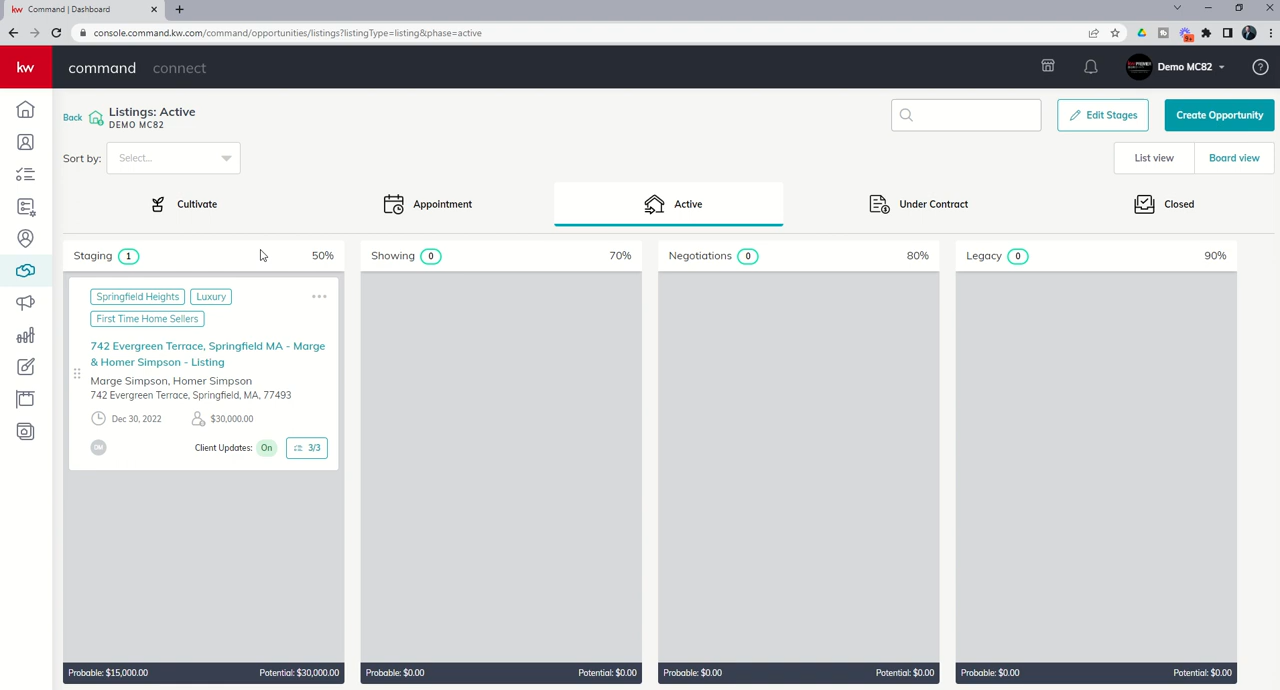 kw Command | Dashboard
console.command.kw.com/command/opportunities/listings?listingType=listing&phase=active
9+
kw command connect Demo MC82
Back Listings: Active
DEMO MC82
Edit Stages
Create Opportunity
Sort by: Select...
List view Board view
Cultivate Appointment Active Under Contract Closed
Staging 1 50%
Showing 0 70%
Negotiations 0 80%
Legacy 0 90%
Springfield Heights Luxury
First Time Home Sellers
742 Evergreen Terrace, Springfield MA - Marge
& Homer Simpson - Listing
Marge Simpson, Homer Simpson
742 Evergreen Terrace, Springfield, MA, 77493
Dec 30, 2022 $30,000.00
DM Client Updates: On 3/3
Probable: $15,000.00 Potential: $30,000.00
Probable: $0.00 Potential: $0.00
Probable: $0.00 Potential: $0.00
Probable: $0.00 Potential: $0.00